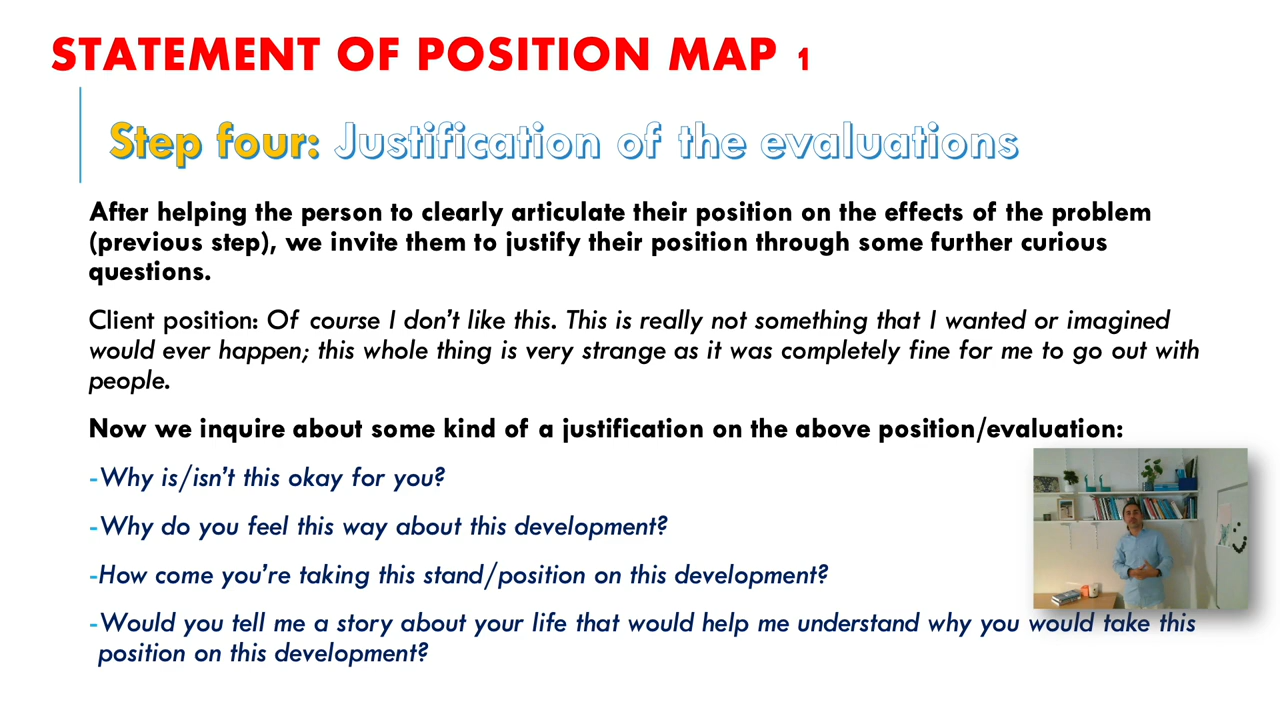 STATEMENT OF POSITION MAP 1
Step four: Justification of the evaluations
After helping the person to clearly articulate their position on the effects of the problem
(previous step), we invite them to justify their position through some further curious
questions.
Client position: Of course I don’t like this. This is really not something that I wanted or imagined
would ever happen; this whole thing is very strange as it was completely fine for me to go out with
people.
Now we inquire about some kind of a justification on the above position/evaluation:
-Why is/isn’t this okay for you?
-Why do you feel this way about this development?
-How come you’re taking this stand/position on this development?
-Would you tell me a story about your life that would help me understand why you would take this
position on this development?